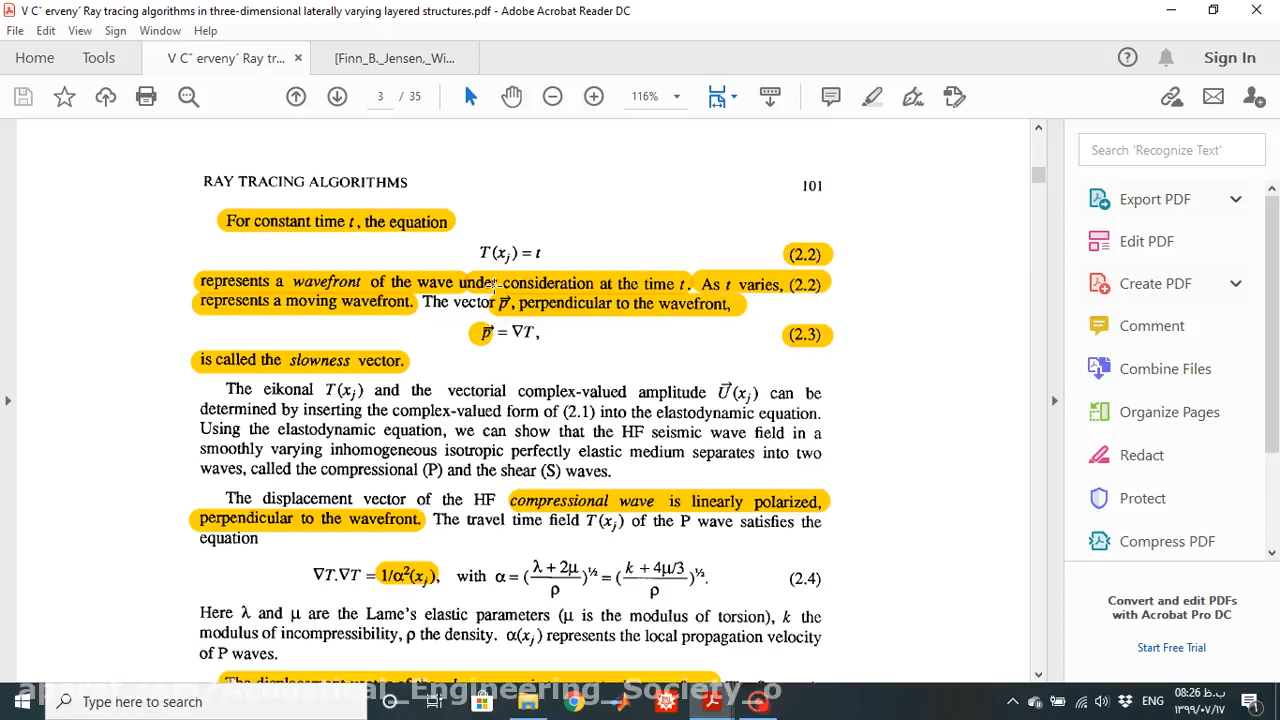 V Cˇ ervenyˊ Ray tracing algorithms in three-dimensional laterally varying layered structures.pdf - Adobe Acrobat Reader DC
File Edit View Sign Window Help
Home Tools V Cˇ ervenyˊ Ray tr... × [Finn_B._Jensen,_Wi... Sign In
3 / 35 116%
RAY TRACING ALGORITHMS 101
For constant time t, the equation
T(xj) = t (2.2)
represents a wavefront of the wave under consideration at the time t. As t varies, (2.2)
represents a moving wavefront. The vector p⃗, perpendicular to the wavefront,
p⃗ = ∇T, (2.3)
is called the slowness vector.
The eikonal T(xj) and the vectorial complex-valued amplitude U⃗(xj) can be
determined by inserting the complex-valued form of (2.1) into the elastodynamic equation.
Using the elastodynamic equation, we can show that the HF seismic wave field in a
smoothly varying inhomogeneous isotropic perfectly elastic medium separates into two
waves, called the compressional (P) and the shear (S) waves.
The displacement vector of the HF compressional wave is linearly polarized,
perpendicular to the wavefront. The travel time field T(xj) of the P wave satisfies the
equation
∇T.∇T = 1/α²(xj), with α = (λ + 2μ / ρ)^½ = (k + 4μ/3 / ρ)^½. (2.4)
Here λ and μ are the Lame's elastic parameters (μ is the modulus of torsion), k the
modulus of incompressibility, ρ the density. α(xj) represents the local propagation velocity
of P waves.
Search 'Recognize Text'
Export PDF
Edit PDF
Create PDF
Comment
Combine Files
Organize Pages
Redact
Protect
Compress PDF
Convert and edit PDFs
with Acrobat Pro DC
Start Free Trial
aparat.com/Acoustical_Engineering_Society_o
Type here to search
ENG
08:26 ب.ظ
۱۳۹۹/۰۷/۱۷